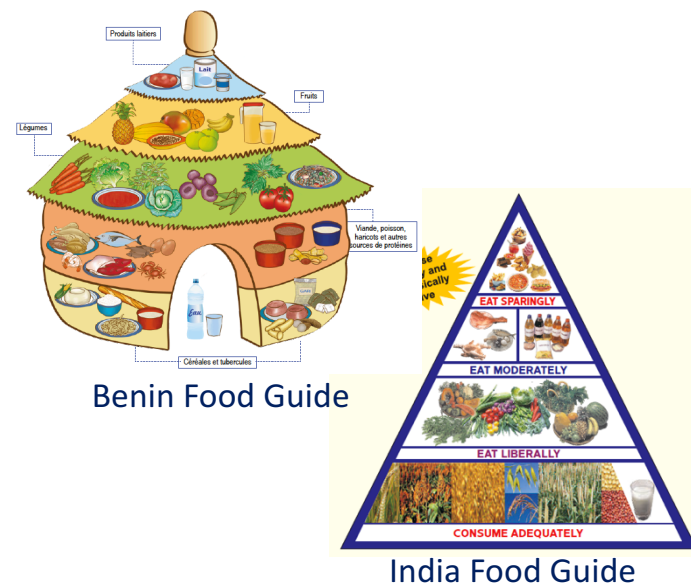 Produits laitiers
Lait
Fruits
Légumes
Viande, poisson,
haricots et autres
sources de protéines
Eau
Céréales et tubercules
Benin Food Guide
EAT SPARINGLY
EAT MODERATELY
EAT LIBERALLY
CONSUME ADEQUATELY
India Food Guide